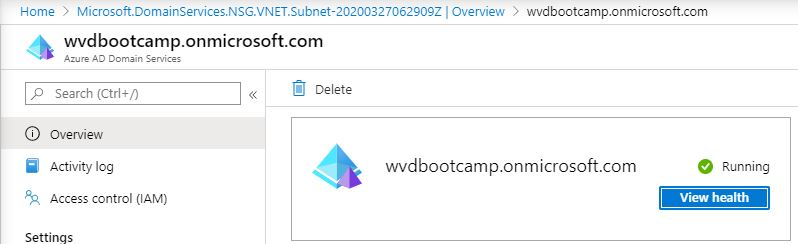 Home > Microsoft.DomainServices.NSG.VNET.Subnet-20200327062909Z | Overview > wvdbootcamp.onmicrosoft.com
wvdbootcamp.onmicrosoft.com
Azure AD Domain Services
Search (Ctrl+/)
«
Delete
Overview
Activity log
Access control (IAM)
Settings
wvdbootcamp.onmicrosoft.com
Running
View health